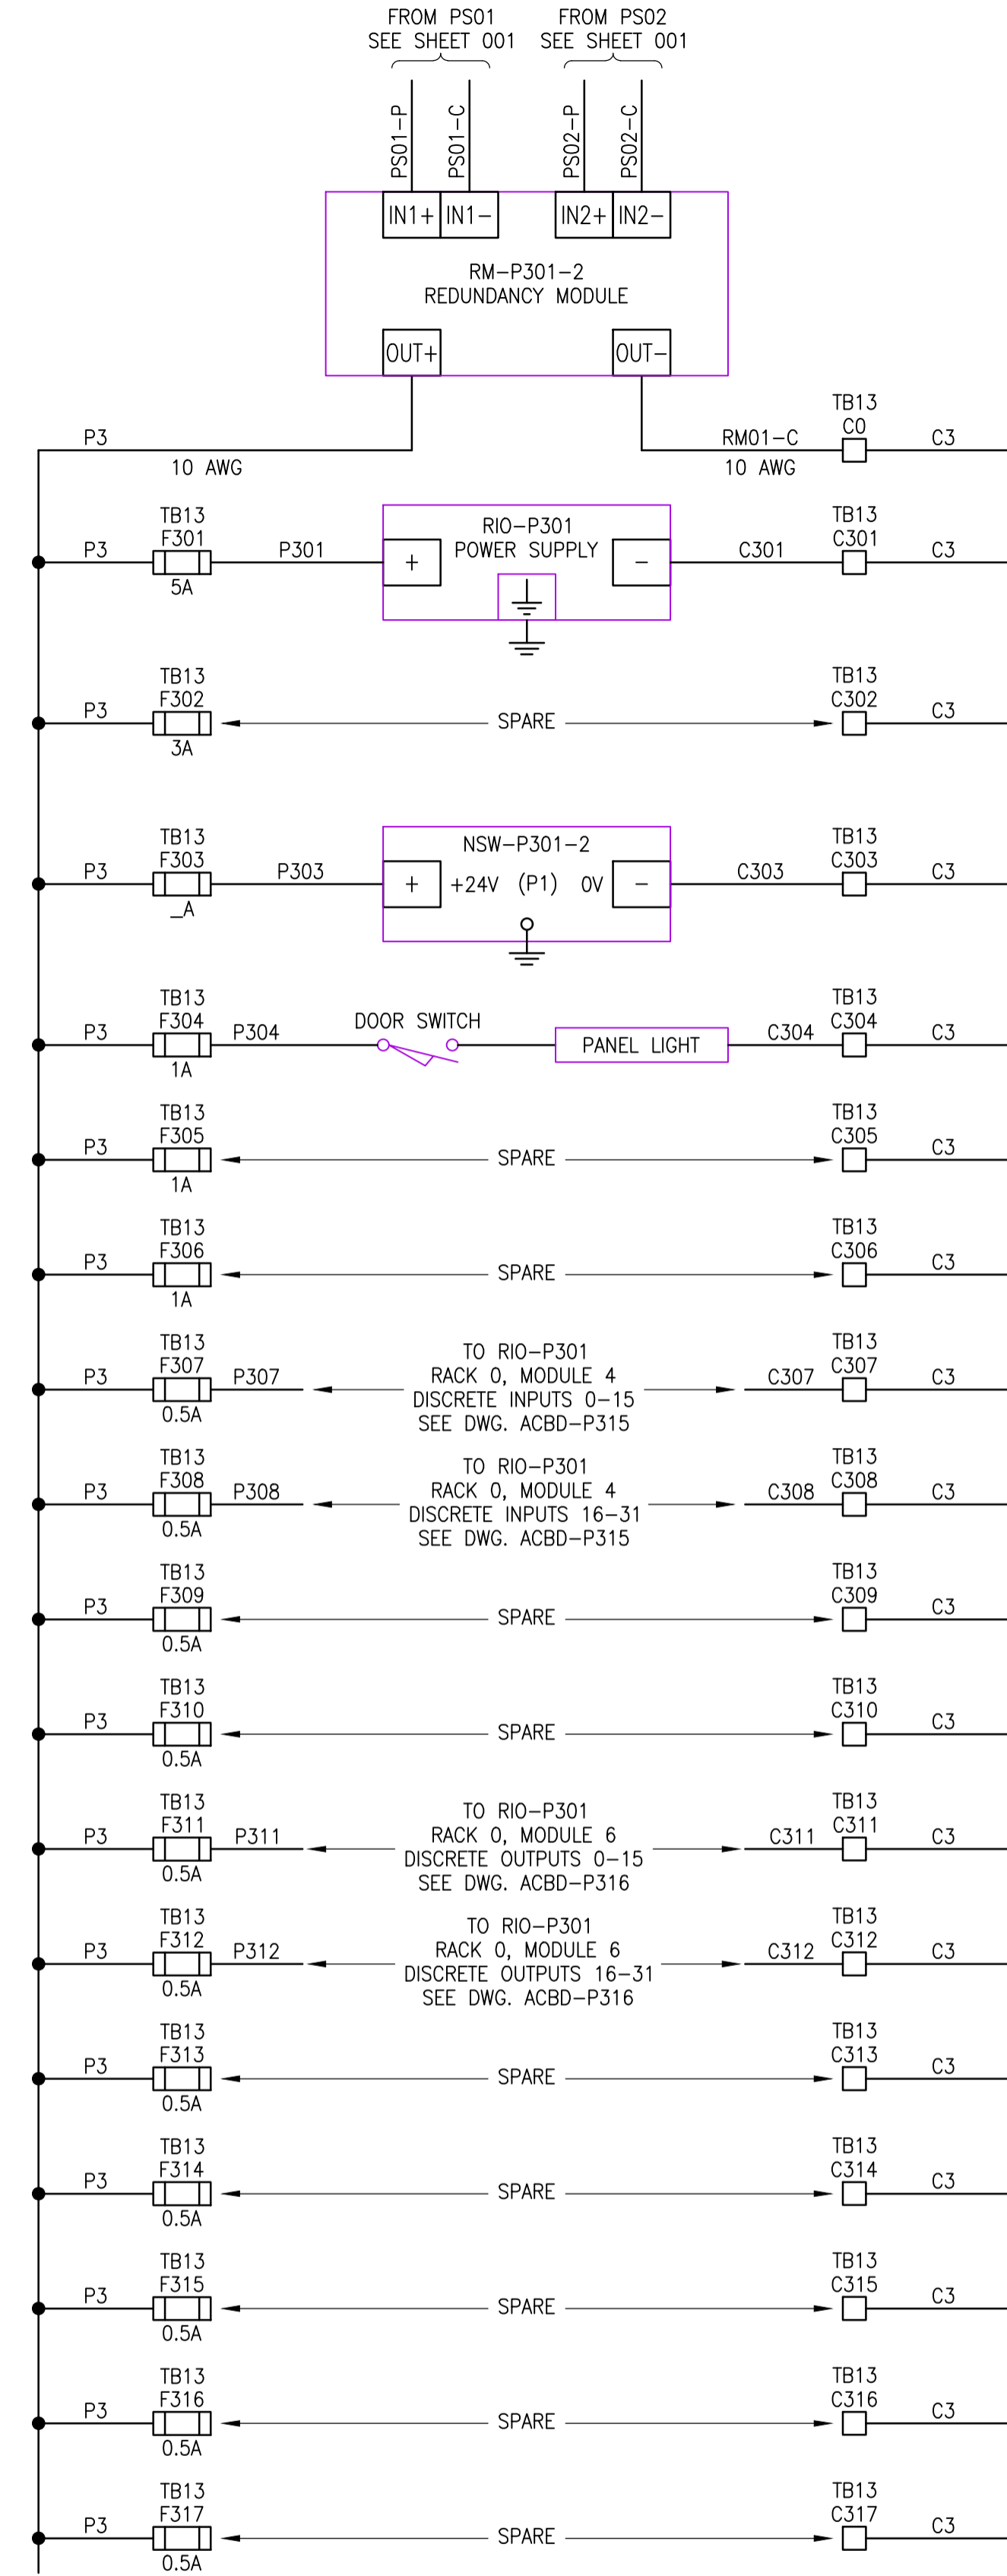 FROM PS01
SEE SHEET 001
FROM PS02
SEE SHEET 001
PS01-P
PS01-C
PS02-P
PS02-C
IN1+ IN1- IN2+ IN2-
RM-P301-2
REDUNDANCY MODULE
OUT+ OUT-
P3
10 AWG
RM01-C
10 AWG
TB13
C0
C3
P3
TB13
F301
5A
P301
RIO-P301
POWER SUPPLY
+ -
C301
TB13
C301
C3
P3
TB13
F302
3A
SPARE
TB13
C302
C3
P3
TB13
F303
_A
P303
NSW-P301-2
+ +24V (P1) 0V -
C303
TB13
C303
C3
P3
TB13
F304
1A
P304
DOOR SWITCH
PANEL LIGHT
C304
TB13
C304
C3
P3
TB13
F305
1A
SPARE
TB13
C305
C3
P3
TB13
F306
1A
SPARE
TB13
C306
C3
P3
TB13
F307
0.5A
P307
TO RIO-P301
RACK 0, MODULE 4
DISCRETE INPUTS 0-15
SEE DWG. ACBD-P315
C307
TB13
C307
C3
P3
TB13
F308
0.5A
P308
TO RIO-P301
RACK 0, MODULE 4
DISCRETE INPUTS 16-31
SEE DWG. ACBD-P315
C308
TB13
C308
C3
P3
TB13
F309
0.5A
SPARE
TB13
C309
C3
P3
TB13
F310
0.5A
SPARE
TB13
C310
C3
P3
TB13
F311
0.5A
P311
TO RIO-P301
RACK 0, MODULE 6
DISCRETE OUTPUTS 0-15
SEE DWG. ACBD-P316
C311
TB13
C311
C3
P3
TB13
F312
0.5A
P312
TO RIO-P301
RACK 0, MODULE 6
DISCRETE OUTPUTS 16-31
SEE DWG. ACBD-P316
C312
TB13
C312
C3
P3
TB13
F313
0.5A
SPARE
TB13
C313
C3
P3
TB13
F314
0.5A
SPARE
TB13
C314
C3
P3
TB13
F315
0.5A
SPARE
TB13
C315
C3
P3
TB13
F316
0.5A
SPARE
TB13
C316
C3
P3
TB13
F317
0.5A
SPARE
TB13
C317
C3